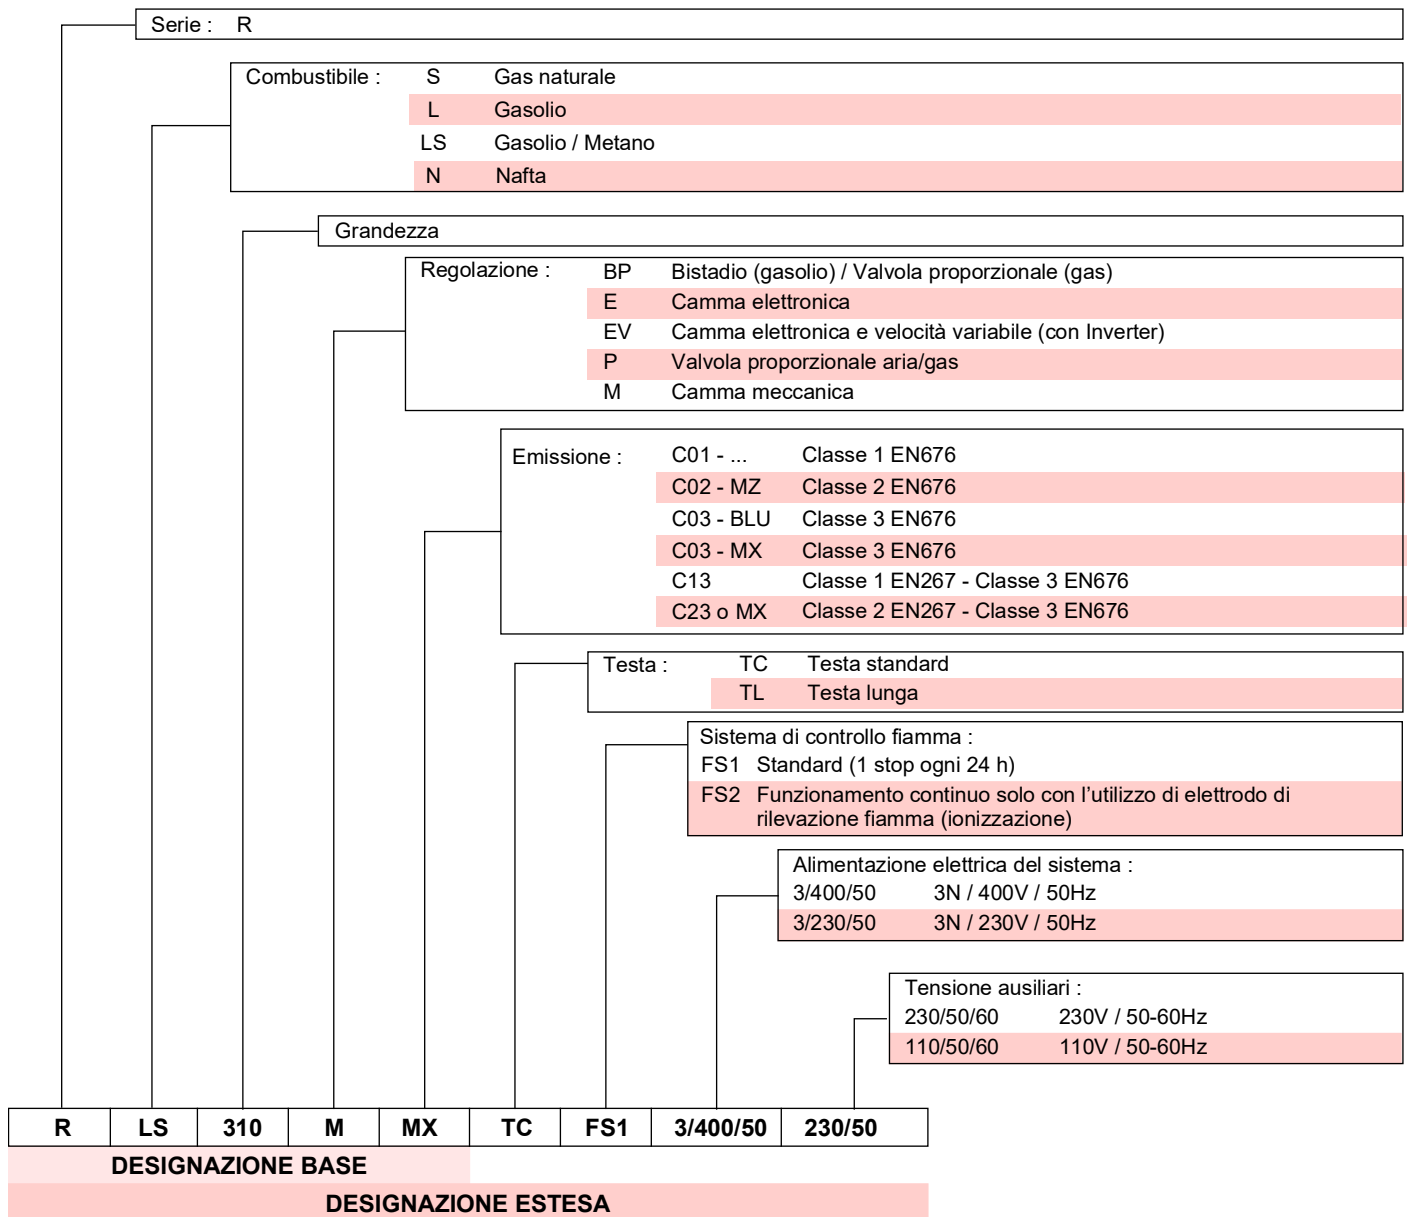 Serie : R
Combustibile : S Gas naturale
L Gasolio
LS Gasolio / Metano
N Nafta
Grandezza
Regolazione : BP Bistadio (gasolio) / Valvola proporzionale (gas)
E Camma elettronica
EV Camma elettronica e velocità variabile (con Inverter)
P Valvola proporzionale aria/gas
M Camma meccanica
Emissione : C01 - ... Classe 1 EN676
C02 - MZ Classe 2 EN676
C03 - BLU Classe 3 EN676
C03 - MX Classe 3 EN676
C13 Classe 1 EN267 - Classe 3 EN676
C23 o MX Classe 2 EN267 - Classe 3 EN676
Testa : TC Testa standard
TL Testa lunga
Sistema di controllo fiamma :
FS1 Standard (1 stop ogni 24 h)
FS2 Funzionamento continuo solo con l’utilizzo di elettrodo di
rilevazione fiamma (ionizzazione)
Alimentazione elettrica del sistema :
3/400/50 3N / 400V / 50Hz
3/230/50 3N / 230V / 50Hz
Tensione ausiliari :
230/50/60 230V / 50-60Hz
110/50/60 110V / 50-60Hz
R LS 310 M MX TC FS1 3/400/50 230/50
DESIGNAZIONE BASE
DESIGNAZIONE ESTESA